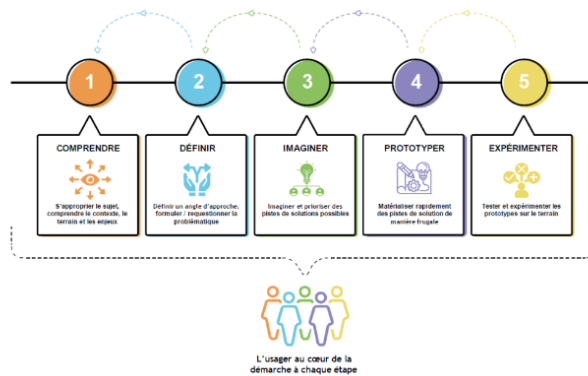 1
2
3
4
5
COMPRENDRE
S'approprier le sujet,
comprendre le contexte, le
terrain et les enjeux
DÉFINIR
Définir un angle d'approche,
formuler / requestionner la
problématique
IMAGINER
Imaginer et prioriser des
pistes de solutions possibles
PROTOTYPER
Matérialiser rapidement
des pistes de solution de
manière frugale
EXPÉRIMENTER
Tester et expérimenter les
prototypes sur le terrain
L'usager au cœur de la
démarche à chaque étape